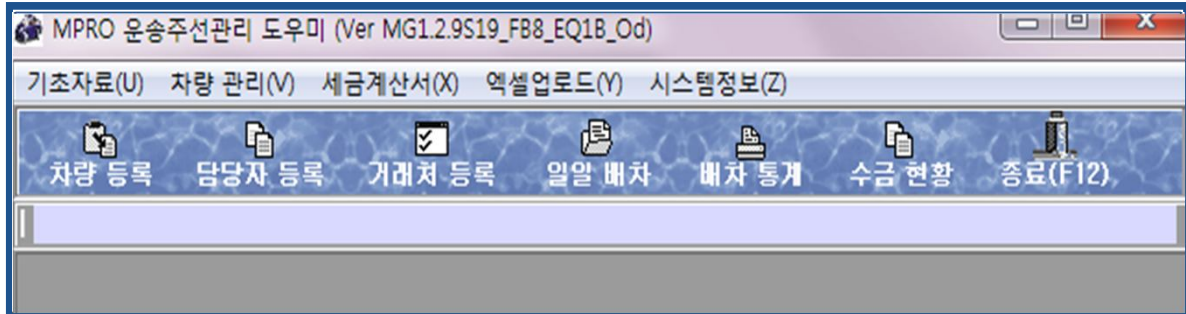 MPRO 운송주선관리 도우미 (Ver MG1.2.9S19_FB8_EQ1B_Od)
기초자료(U) 차량 관리(V) 세금계산서(X) 엑셀업로드(Y) 시스템정보(Z)
차량 등록 담당자 등록 거래처 등록 일일 배차 배차 통계 수금 현황 종료(F12)